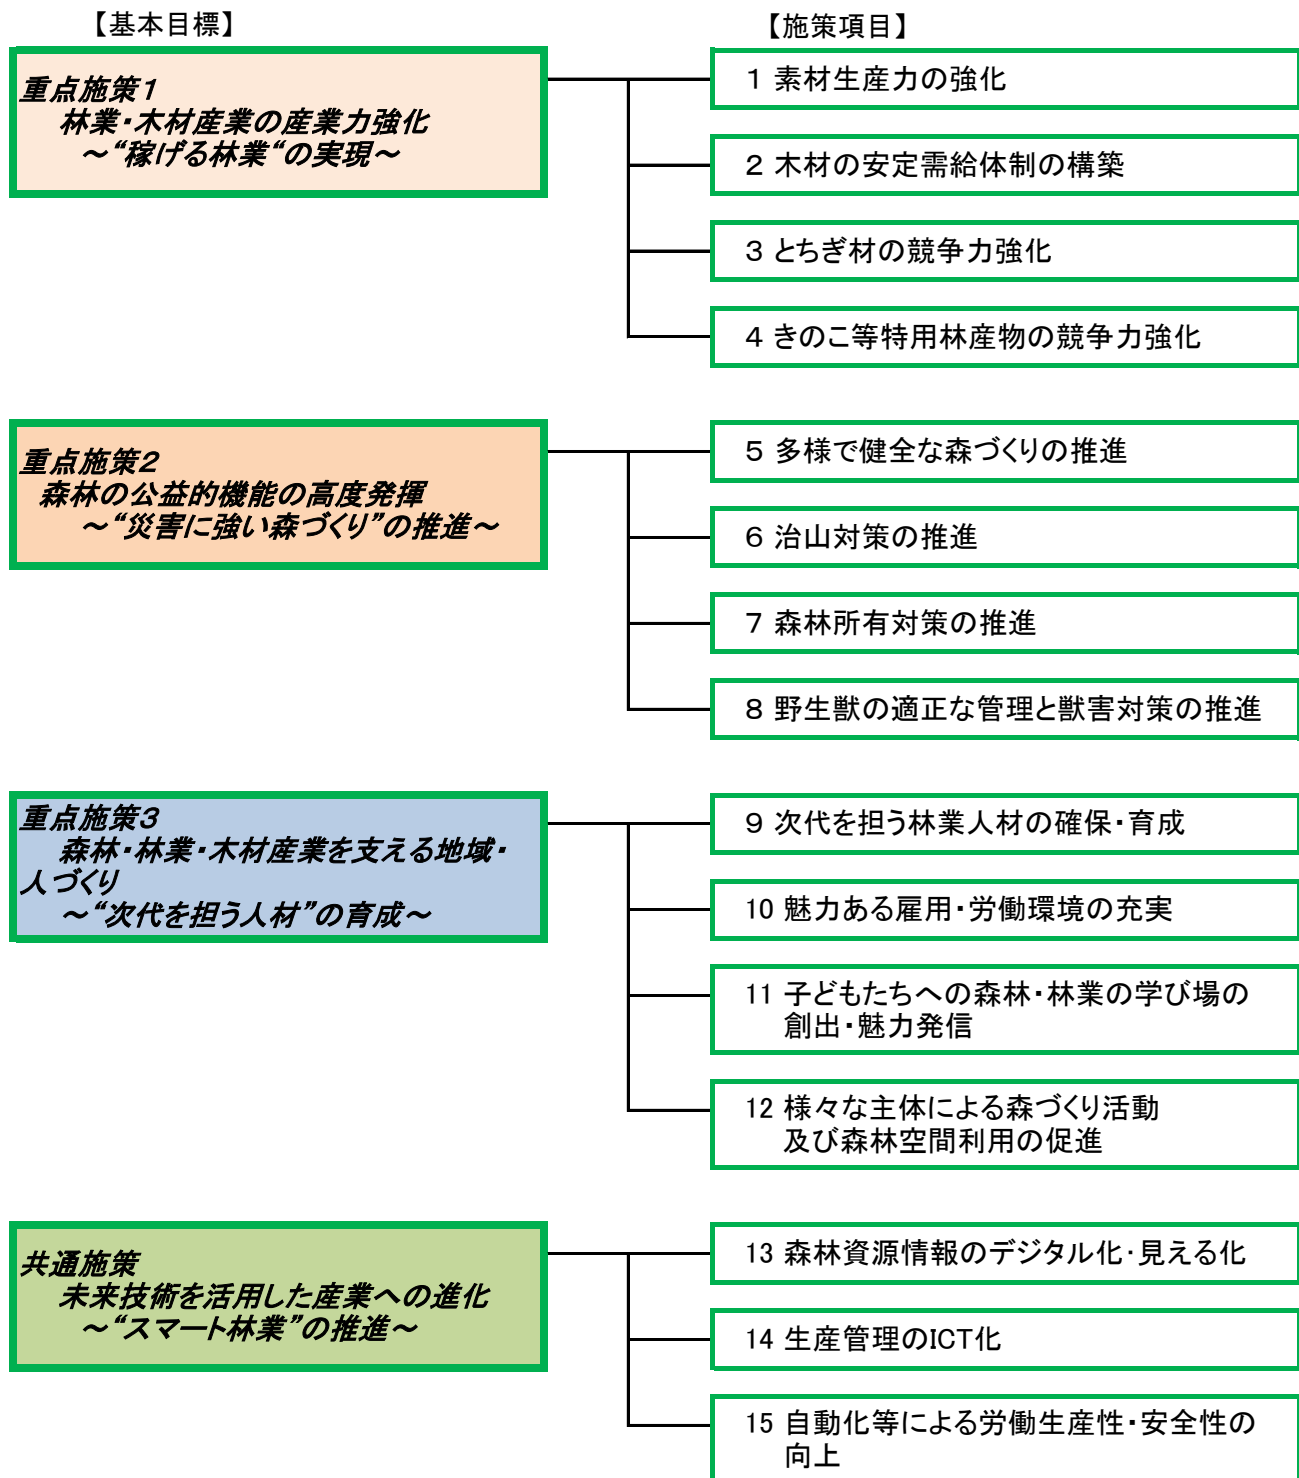 【基本目標】
【施策項目】
重点施策1
林業・木材産業の産業力強化
～“稼げる林業“の実現～
1 素材生産力の強化
2 木材の安定需給体制の構築
3 とちぎ材の競争力強化
4 きのこ等特用林産物の競争力強化
重点施策2
森林の公益的機能の高度発揮
～“災害に強い森づくり”の推進～
5 多様で健全な森づくりの推進
6 治山対策の推進
7 森林所有対策の推進
8 野生獣の適正な管理と獣害対策の推進
重点施策3
森林・林業・木材産業を支える地域・
人づくり
～“次代を担う人材”の育成～
9 次代を担う林業人材の確保・育成
10 魅力ある雇用・労働環境の充実
11 子どもたちへの森林・林業の学び場の
創出・魅力発信
12 様々な主体による森づくり活動
及び森林空間利用の促進
共通施策
未来技術を活用した産業への進化
～“スマート林業”の推進～
13 森林資源情報のデジタル化・見える化
14 生産管理のICT化
15 自動化等による労働生産性・安全性の
向上